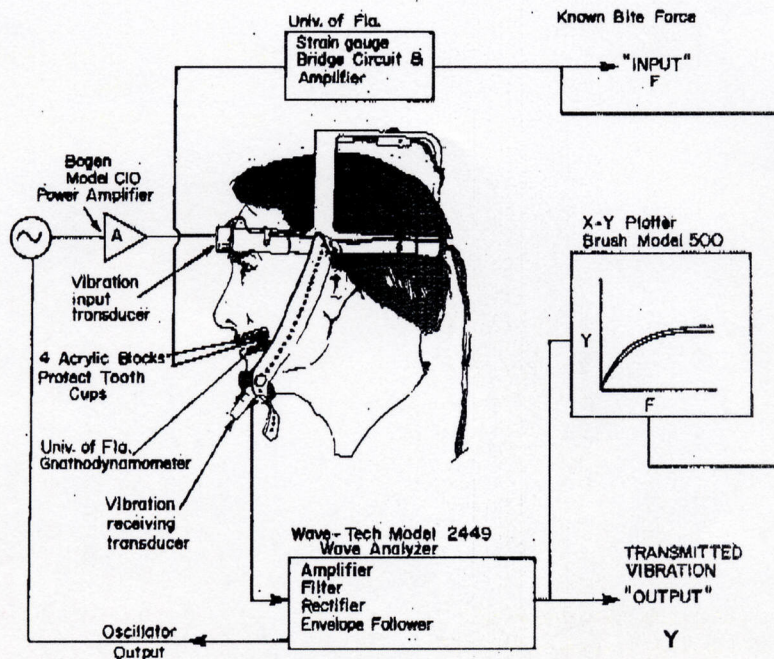 Univ. of Fla.
Strain gauge
Bridge Circuit &
Amplifier
Known Bite Force
"INPUT"
F
Bogen
Model C10
Power Amplifier
A
Vibration
input
transducer
X-Y Plotter
Brush Model 500
Y
F
4 Acrylic Blocks
Protect Tooth
Cups
Univ. of Fla.
Gnathodynamometer
Vibration
receiving
transducer
Wave-Tech Model 2449
Wave Analyzer
Amplifier
Filter
Rectifier
Envelope Follower
TRANSMITTED
VIBRATION
"OUTPUT"
Y
Oscillator
Output